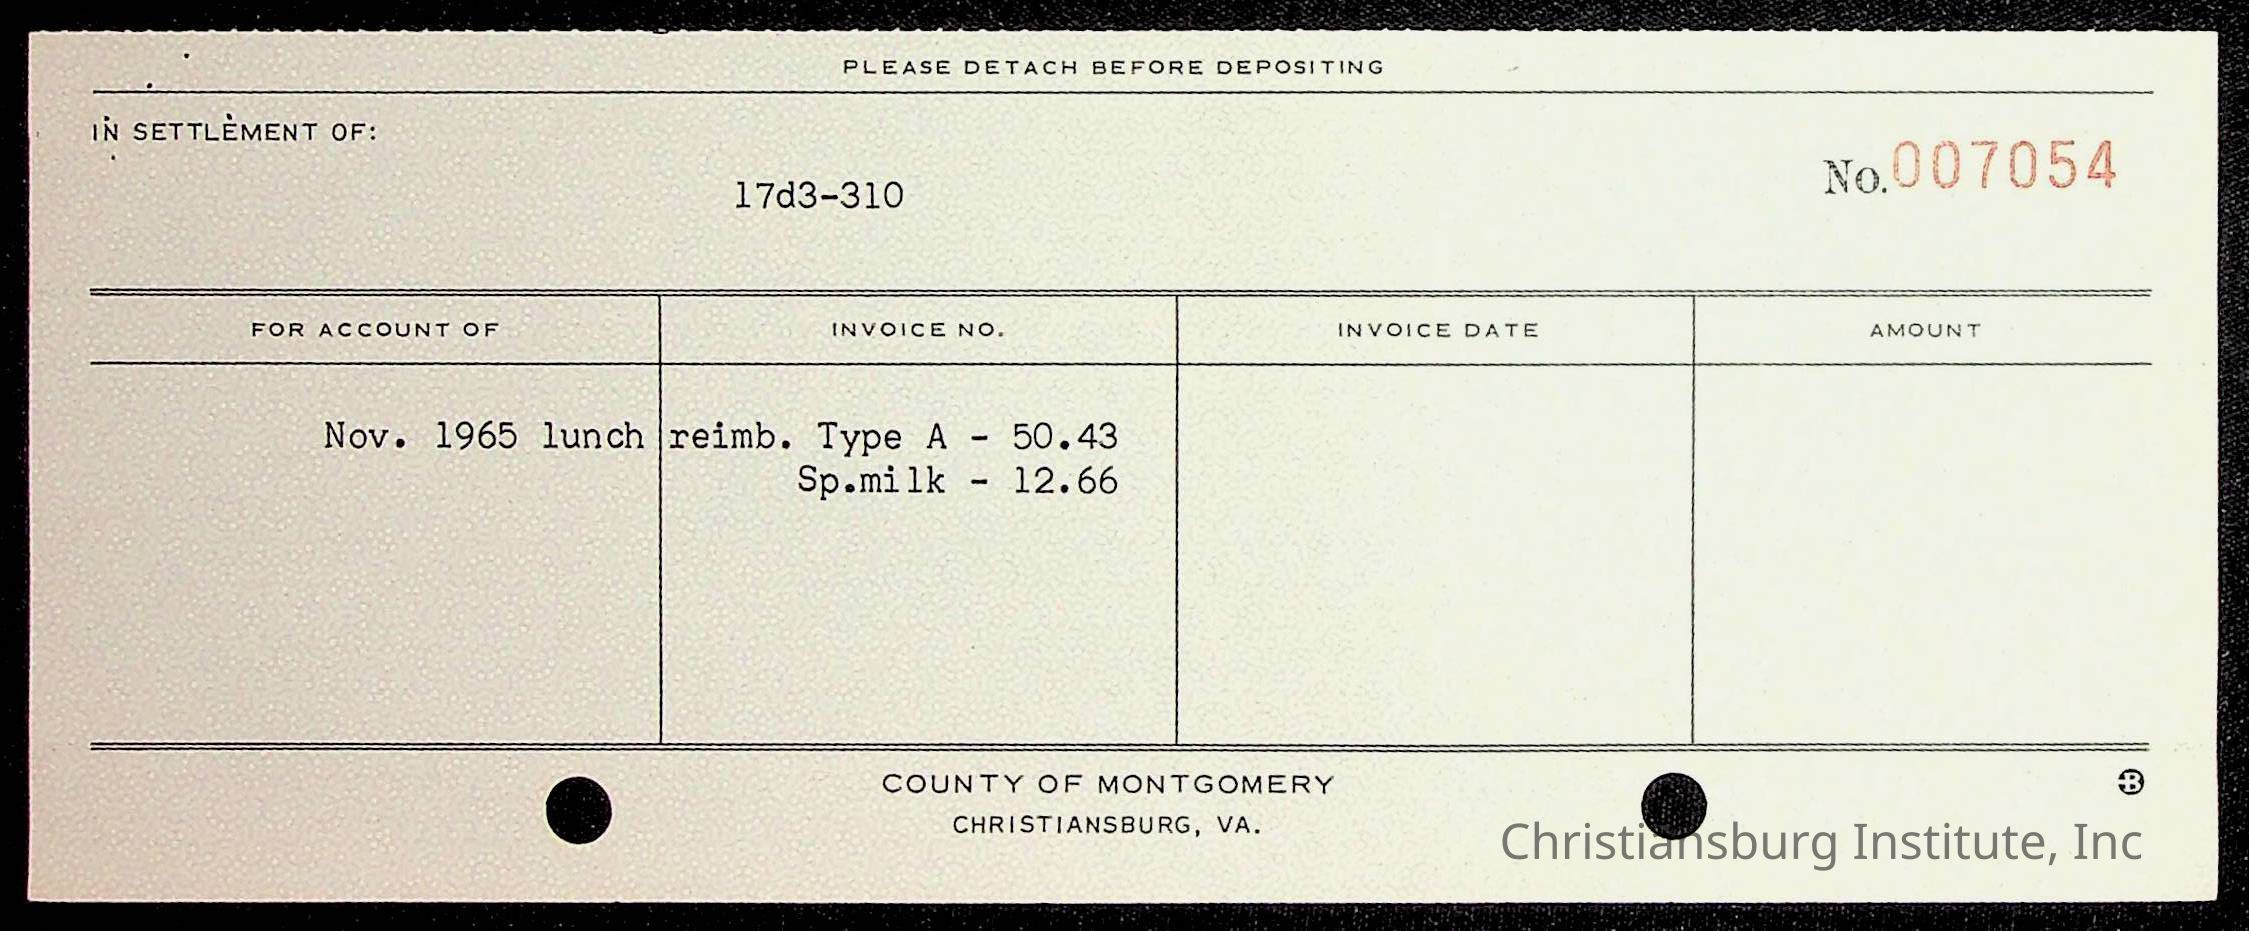 PLEASE DETACH BEFORE DEPOSITING
IN SETTLEMENT OF:
No.007054
17d3-310
FOR ACCOUNT OF INVOICE NO. INVOICE DATE AMOUNT
Nov. 1965 lunch reimb. Type A - 50.43
Sp.milk - 12.66
COUNTY OF MONTGOMERY
CHRISTIANSBURG, VA.
B
Christiansburg Institute, Inc